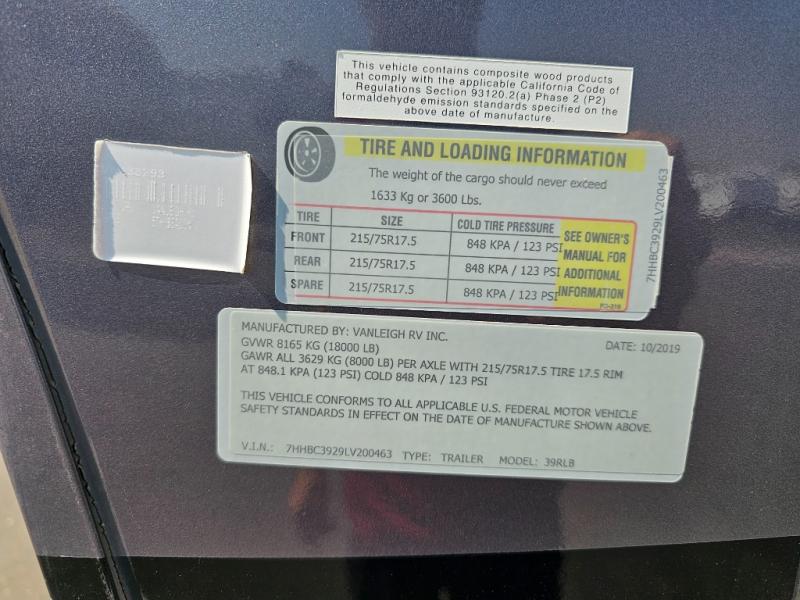 This vehicle contains composite wood products
that comply with the applicable California Code of
Regulations Section 93120.2(a) Phase 2 (P2)
formaldehyde emission standards specified on the
above date of manufacture.
TIRE AND LOADING INFORMATION
The weight of the cargo should never exceed
1633 Kg or 3600 Lbs.
TIRE SIZE COLD TIRE PRESSURE
FRONT 215/75R17.5 848 KPA / 123 PSI
REAR 215/75R17.5 848 KPA / 123 PSI
SPARE 215/75R17.5 848 KPA / 123 PSI
SEE OWNER'S
MANUAL FOR
ADDITIONAL
INFORMATION
7HHBC3929LV200463
MANUFACTURED BY: VANLEIGH RV INC. DATE: 10/2019
GVWR 8165 KG (18000 LB)
GAWR ALL 3629 KG (8000 LB) PER AXLE WITH 215/75R17.5 TIRE 17.5 RIM
AT 848.1 KPA (123 PSI) COLD 848 KPA / 123 PSI
THIS VEHICLE CONFORMS TO ALL APPLICABLE U.S. FEDERAL MOTOR VEHICLE
SAFETY STANDARDS IN EFFECT ON THE DATE OF MANUFACTURE SHOWN ABOVE.
V.I.N.: 7HHBC3929LV200463 TYPE: TRAILER MODEL: 39RLB